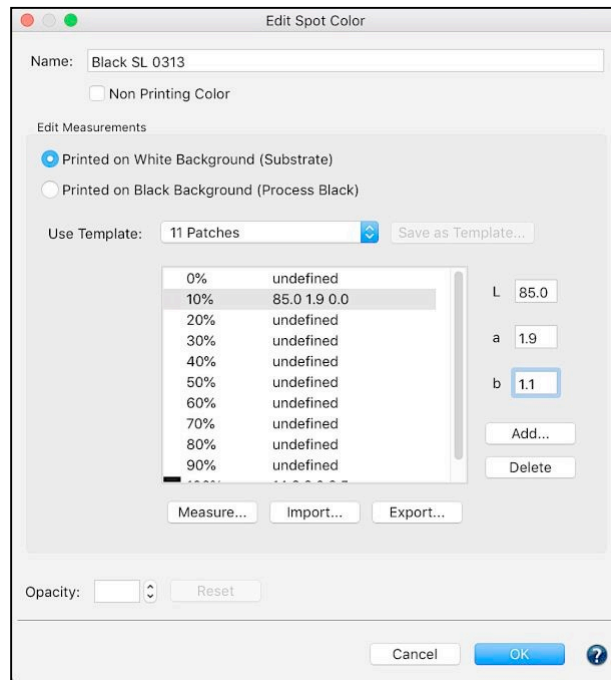 Edit Spot Color
Name: Black SL 0313
Non Printing Color
Edit Measurements
Printed on White Background (Substrate)
Printed on Black Background (Process Black)
Use Template: 11 Patches Save as Template...
0% undefined
10% 85.0 1.9 0.0
20% undefined
30% undefined
40% undefined
50% undefined
60% undefined
70% undefined
80% undefined
90% undefined
L 85.0
a 1.9
b 1.1
Add...
Delete
Measure... Import... Export...
Opacity: Reset
Cancel OK ?